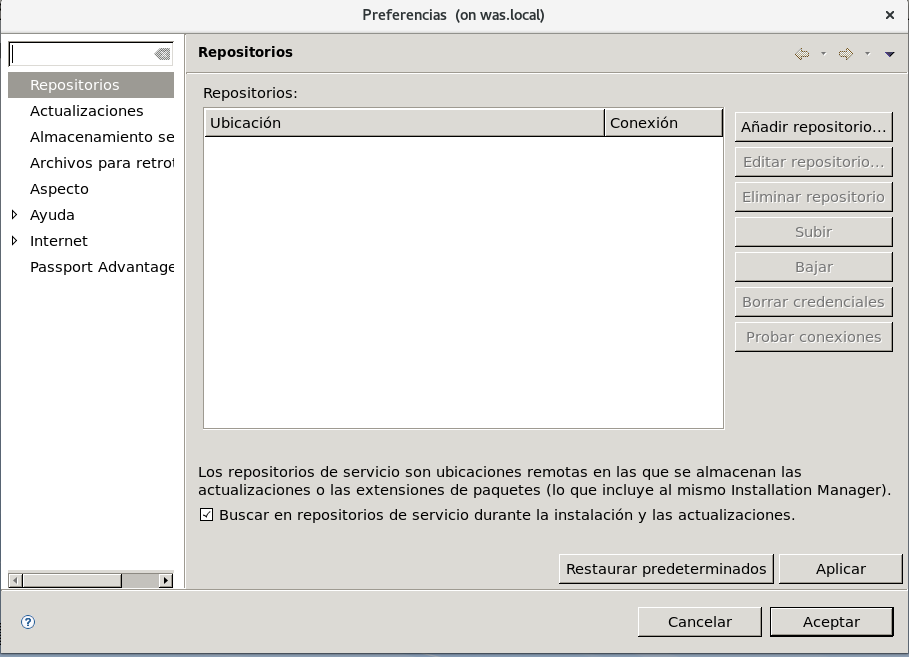 Preferencias (on was.local)
Repositorios
Actualizaciones
Almacenamiento se
Archivos para retrot
Aspecto
Ayuda
Internet
Passport Advantage
Repositorios
Repositorios:
Ubicación Conexión
Añadir repositorio...
Editar repositorio...
Eliminar repositorio
Subir
Bajar
Borrar credenciales
Probar conexiones
Los repositorios de servicio son ubicaciones remotas en las que se almacenan las
actualizaciones o las extensiones de paquetes (lo que incluye al mismo Installation Manager).
Buscar en repositorios de servicio durante la instalación y las actualizaciones.
Restaurar predeterminados Aplicar
? Cancelar Aceptar